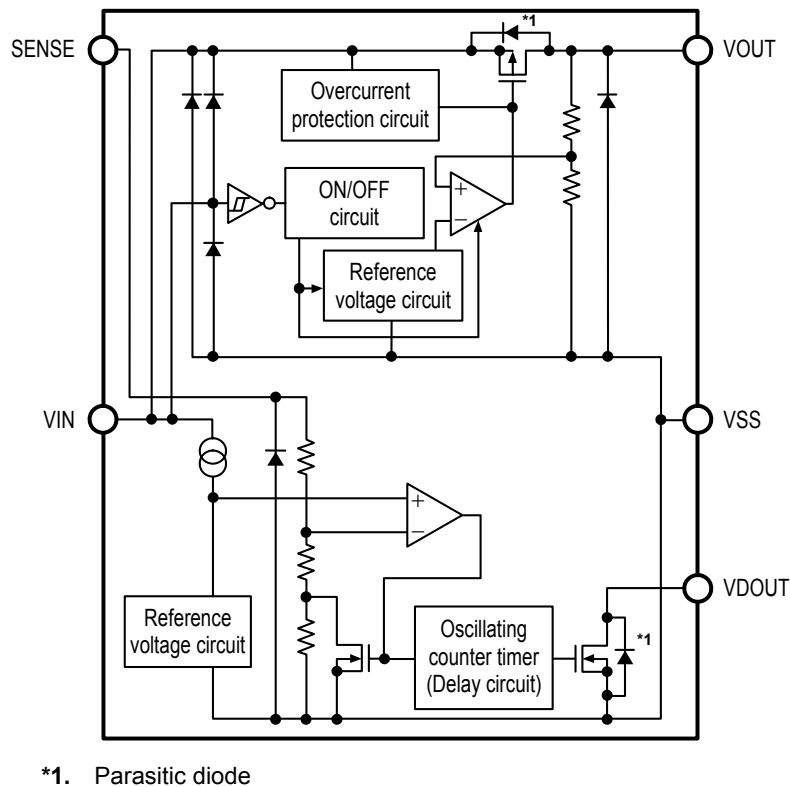 *1
SENSE
VOUT
Overcurrent
protection circuit
ON/OFF
circuit
+
−
Reference
voltage circuit
VIN
VSS
+
−
VDOUT
Reference
voltage circuit
Oscillating
counter timer
(Delay circuit)
*1
*1. Parasitic diode